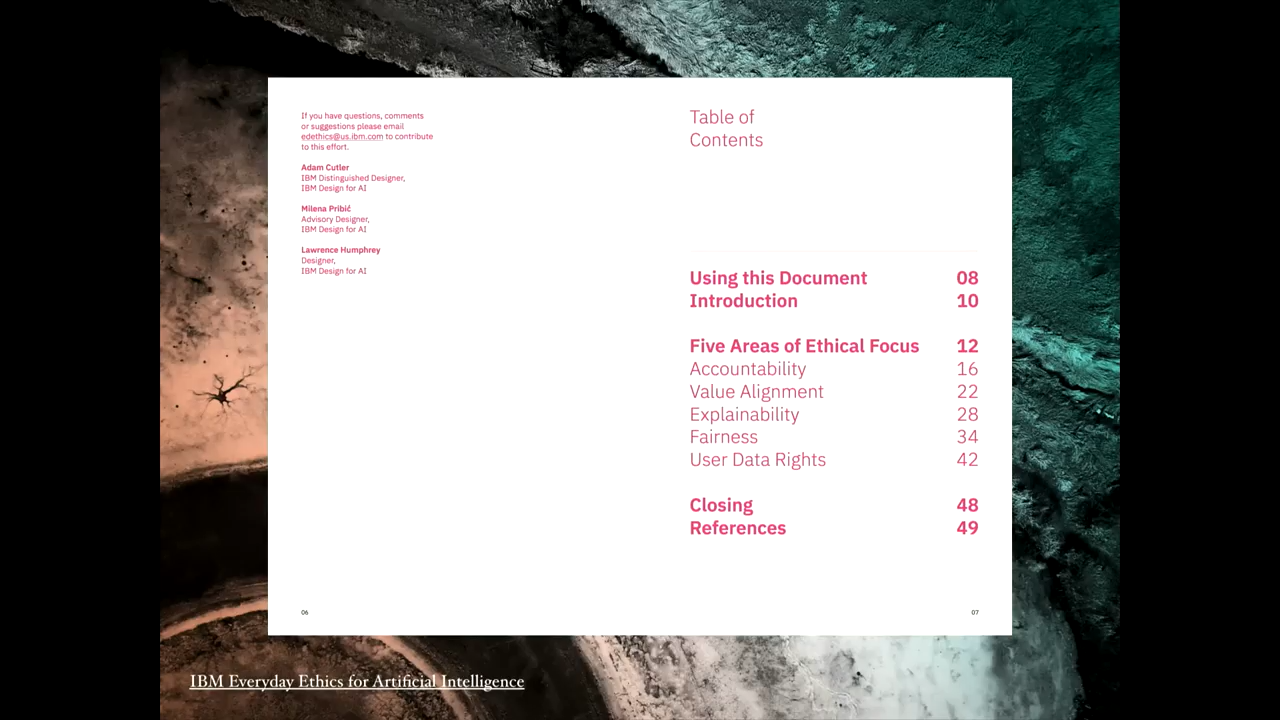 If you have questions, comments
or suggestions please email
edethics@us.ibm.com to contribute
to this effort.
Adam Cutler
IBM Distinguished Designer,
IBM Design for AI
Milena Pribić
Advisory Designer,
IBM Design for AI
Lawrence Humphrey
Designer,
IBM Design for AI
06
Table of
Contents
Using this Document 08
Introduction 10
Five Areas of Ethical Focus 12
Accountability 16
Value Alignment 22
Explainability 28
Fairness 34
User Data Rights 42
Closing 48
References 49
07
IBM Everyday Ethics for Artificial Intelligence